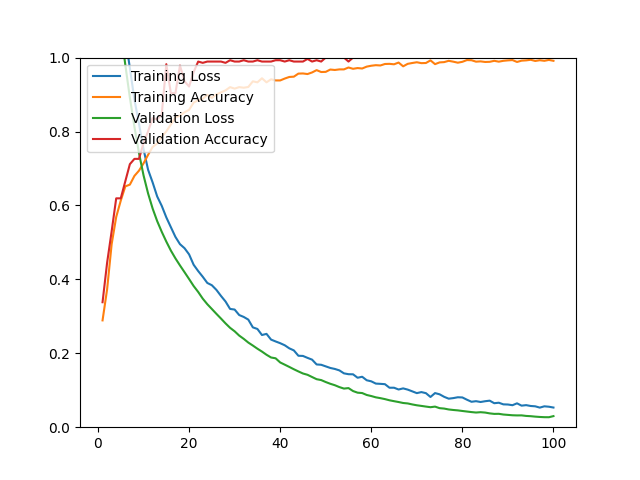 1.0
0.8
0.6
0.4
0.2
0.0
Training Loss
Training Accuracy
Validation Loss
Validation Accuracy
0 20 40 60 80 100